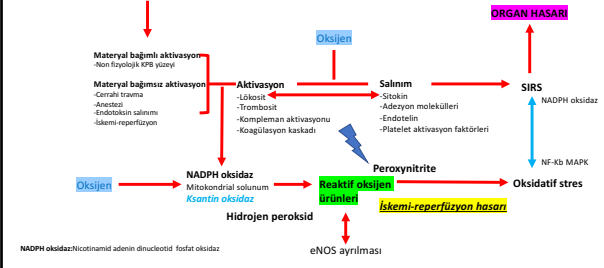 ORGAN HASARI
Oksijen
Materyal bağımlı aktivasyon
-Non fizyolojik KPB yüzeyi
Materyal bağımsız aktivasyon
-Cerrahi travma
-Anestezi
-Endotoksin salınımı
-İskemi-reperfüzyon
Aktivasyon
-Lökosit
-Trombosit
-Kompleman aktivasyonu
-Koagülasyon kaskadı
Salınım
-Sitokin
-Adezyon molekülleri
-Endotelin
-Platelet aktivasyon faktörleri
SIRS
NADPH oksidaz
NF-Kb MAPK
Oksidatif stres
Peroxynitrite
Oksijen
NADPH oksidaz
Mitokondrial solunum
Ksantin oksidaz
Reaktif oksijen
ürünleri
İskemi-reperfüzyon hasarı
Hidrojen peroksid
eNOS ayrılması
NADPH oksidaz:Nicotinamid adenin dinucleotid fosfat oksidaz